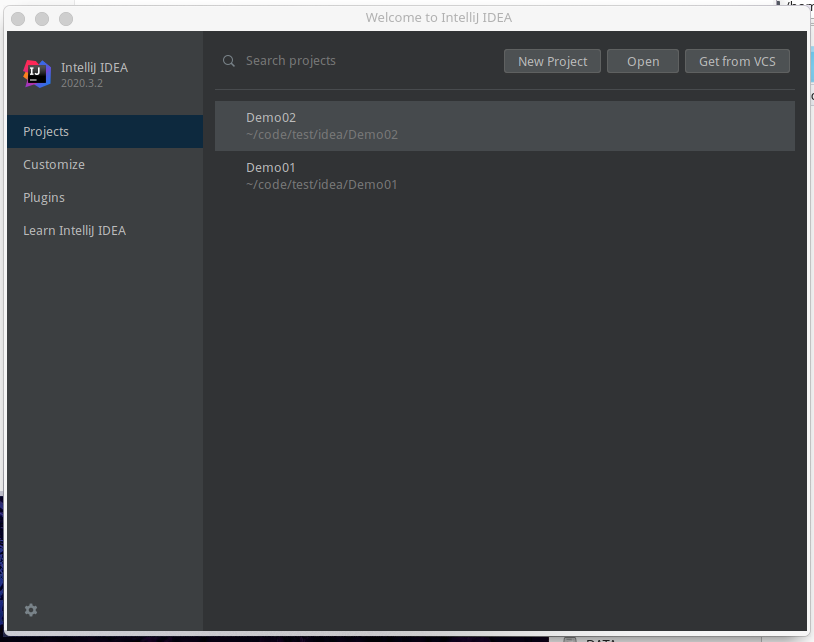 Welcome to IntelliJ IDEA
IJ
IntelliJ IDEA
2020.3.2
Search projects
New Project
Open
Get from VCS
Projects
Customize
Plugins
Learn IntelliJ IDEA
Demo02
~/code/test/idea/Demo02
Demo01
~/code/test/idea/Demo01